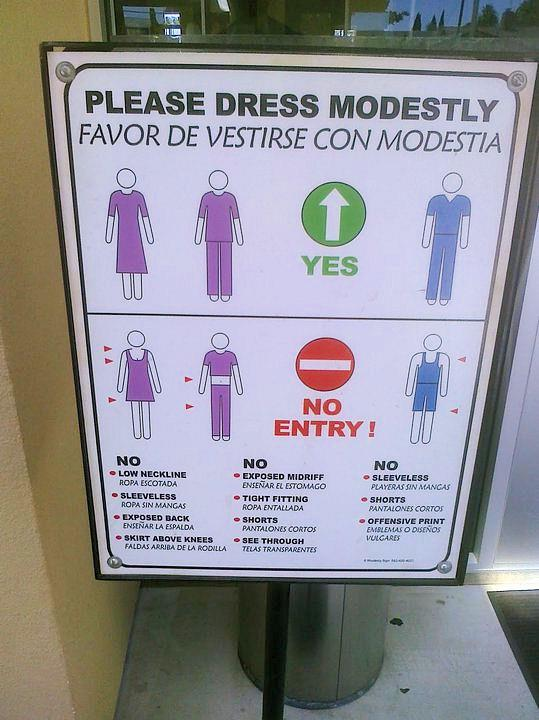 PLEASE DRESS MODESTLY
FAVOR DE VESTIRSE CON MODESTIA
YES
NO
ENTRY!
NO
LOW NECKLINE
ROPA ESCOTADA
SLEEVELESS
ROPA SIN MANGAS
EXPOSED BACK
ENSEÑAR LA ESPALDA
SKIRT ABOVE KNEES
FALDAS ARRIBA DE LA RODILLA
NO
EXPOSED MIDRIFF
ENSEÑAR EL ESTOMAGO
TIGHT FITTING
ROPA ENTALLADA
SHORTS
PANTALONES CORTOS
SEE THROUGH
TELAS TRANSPARENTES
NO
SLEEVELESS
PLAYERAS SIN MANGAS
SHORTS
PANTALONES CORTOS
OFFENSIVE PRINT
EMBLEMAS O DISEÑOS
VULGARES